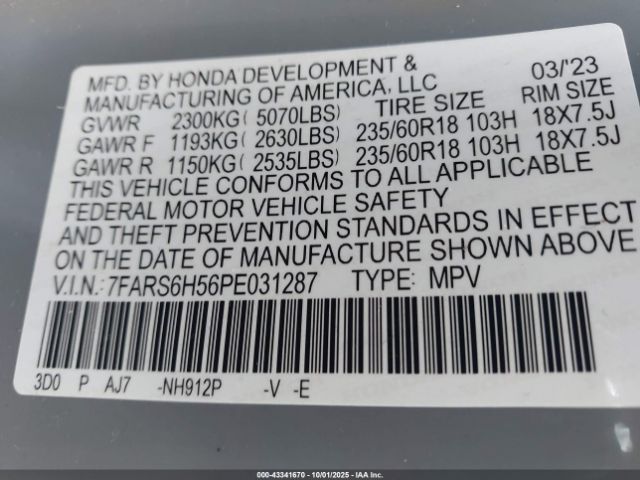 MFD. BY HONDA DEVELOPMENT & 03/'23
MANUFACTURING OF AMERICA, LLC TIRE SIZE RIM SIZE
GVWR 2300KG( 5070LBS)
GAWR F 1193KG( 2630LBS) 235/60R18 103H 18X7.5J
GAWR R 1150KG( 2535LBS) 235/60R18 103H 18X7.5J
THIS VEHICLE CONFORMS TO ALL APPLICABLE
FEDERAL MOTOR VEHICLE SAFETY
AND THEFT PREVENTION STANDARDS IN EFFECT
ON THE DATE OF MANUFACTURE SHOWN ABOVE
V.I.N.:7FARS6H56PE031287 TYPE: MPV
3D0 P AJ7 -NH912P -V -E
000-43341670 - 10/01/2025 - IAA Inc.